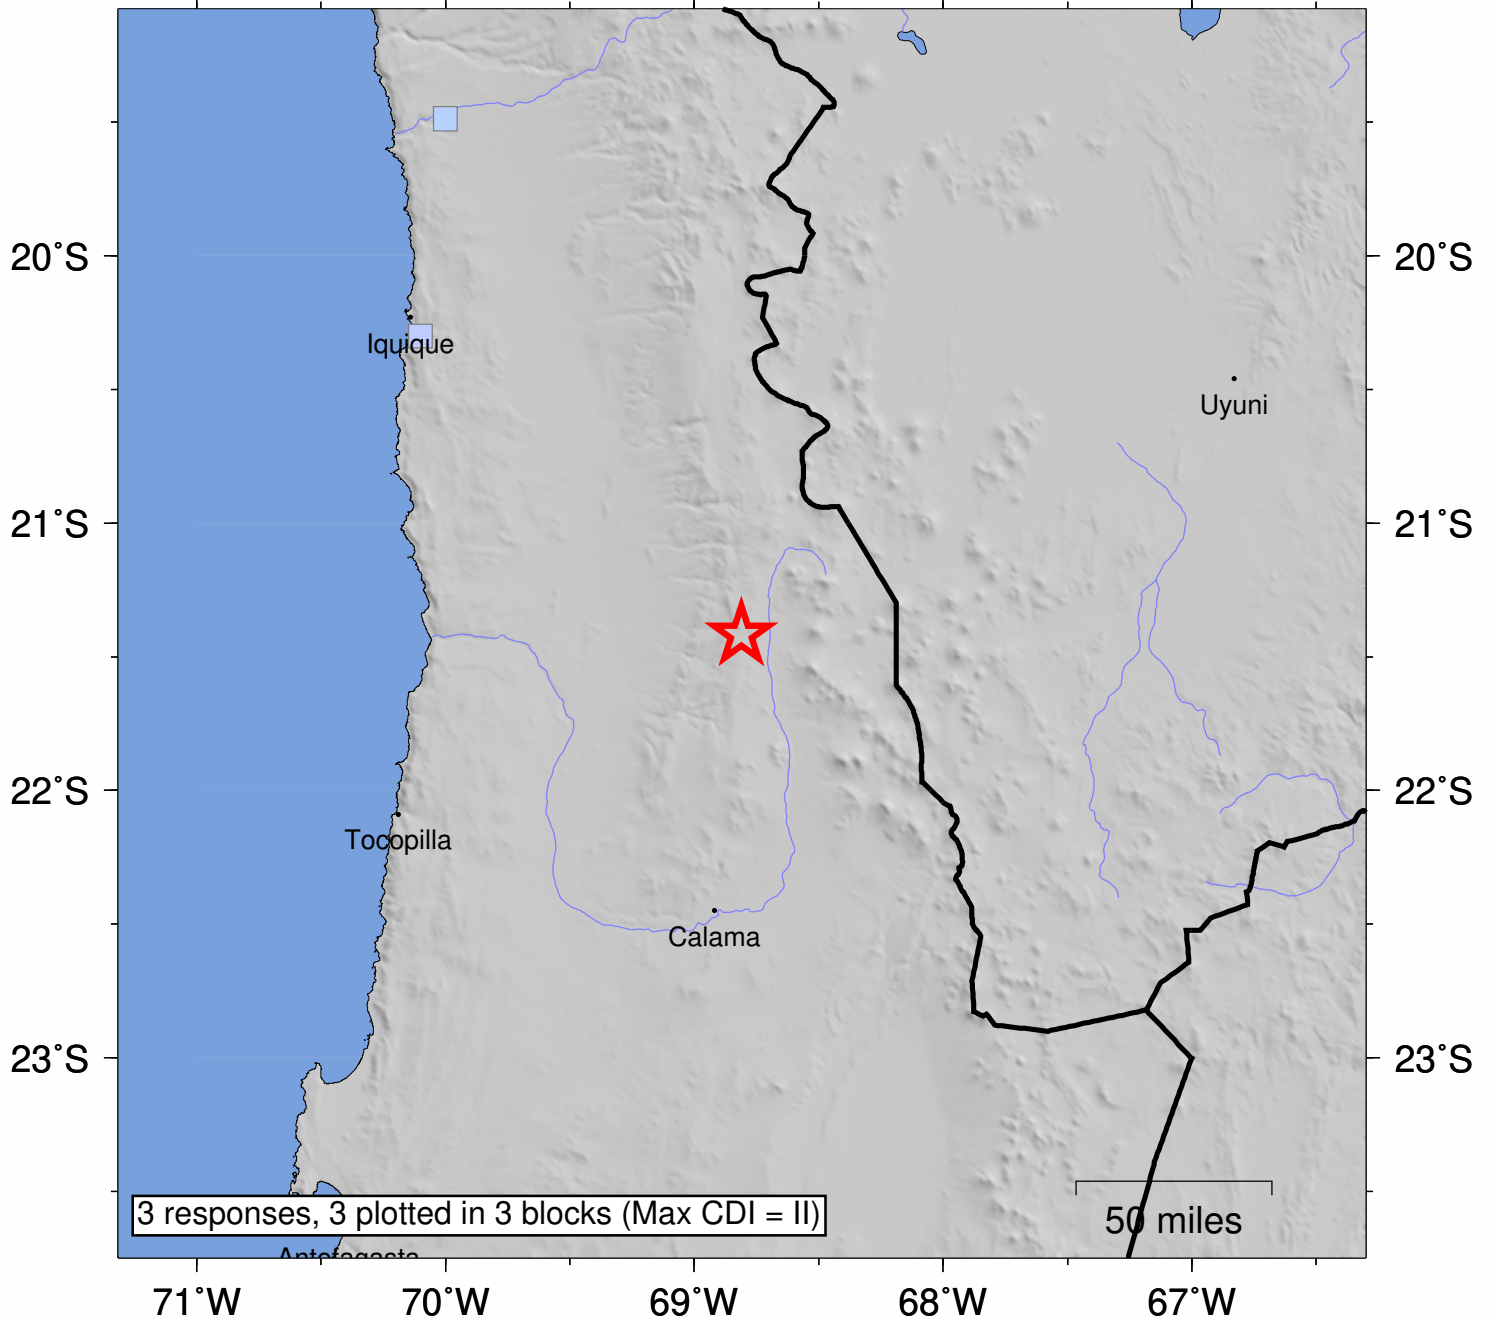 20°S
20°S
Iquique
Uyuni
21°S
21°S
22°S
22°S
Tocopilla
Calama
23°S
23°S
3 responses, 3 plotted in 3 blocks (Max CDI = II)
50 miles
Antofagasta
71°W
70°W
69°W
68°W
67°W